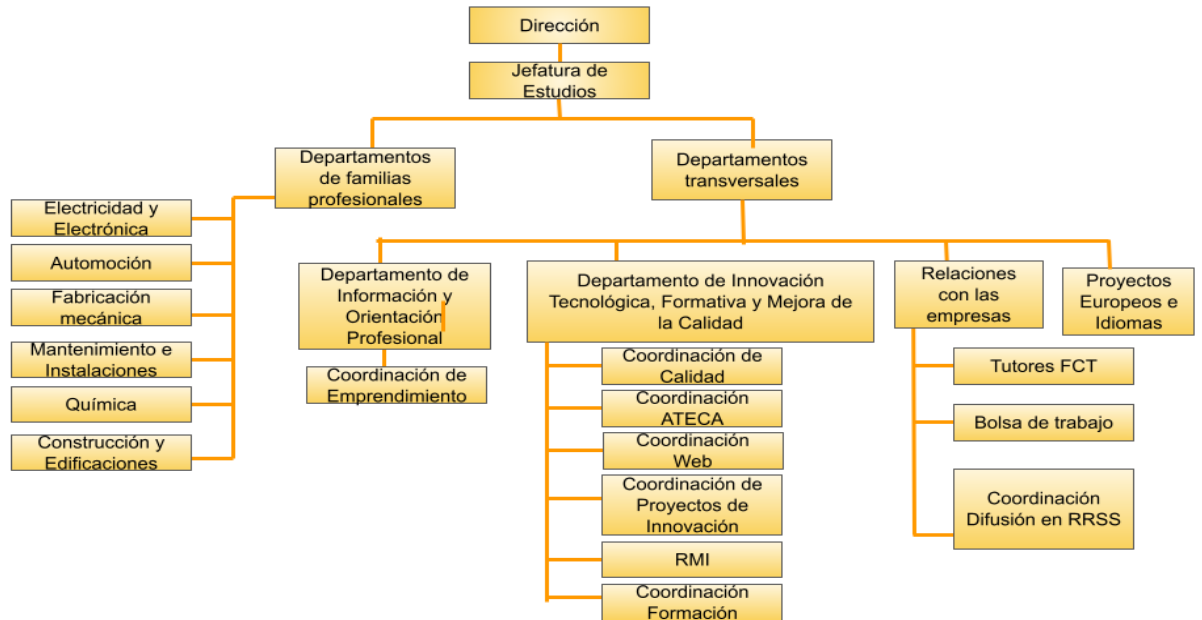 Dirección
Jefatura de
Estudios
Departamentos
de familias
profesionales
Departamentos
transversales
Electricidad y
Electrónica
Automoción
Fabricación
mecánica
Mantenimiento e
Instalaciones
Química
Construcción y
Edificaciones
Departamento de
Información y
Orientación
Profesional
Coordinación de
Emprendimiento
Departamento de Innovación
Tecnológica, Formativa y Mejora de
la Calidad
Coordinación de
Calidad
Coordinación
ATECA
Coordinación
Web
Coordinación de
Proyectos de
Innovación
RMI
Coordinación
Formación
Relaciones
con las
empresas
Tutores FCT
Bolsa de trabajo
Coordinación
Difusión en RRSS
Proyectos
Europeos e
Idiomas